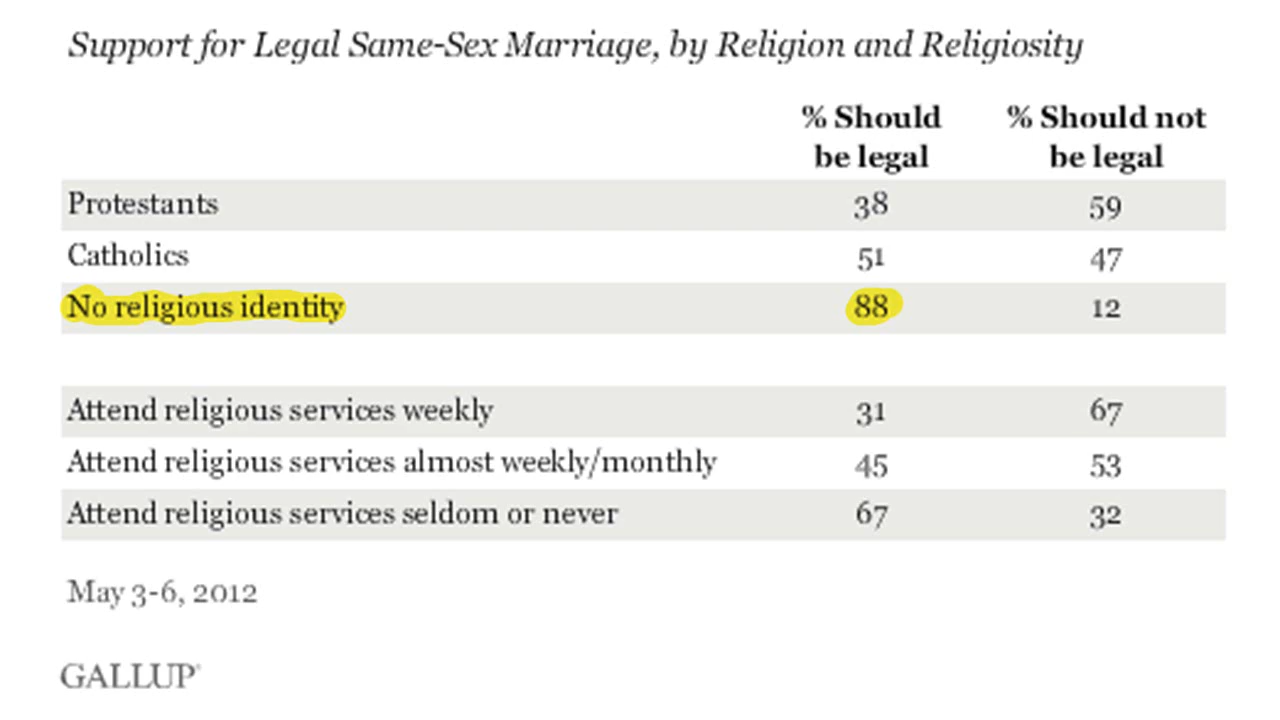 Support for Legal Same-Sex Marriage, by Religion and Religiosity
% Should be legal % Should not be legal
Protestants 38 59
Catholics 51 47
No religious identity 88 12
Attend religious services weekly 31 67
Attend religious services almost weekly/monthly 45 53
Attend religious services seldom or never 67 32
May 3-6, 2012
GALLUP®